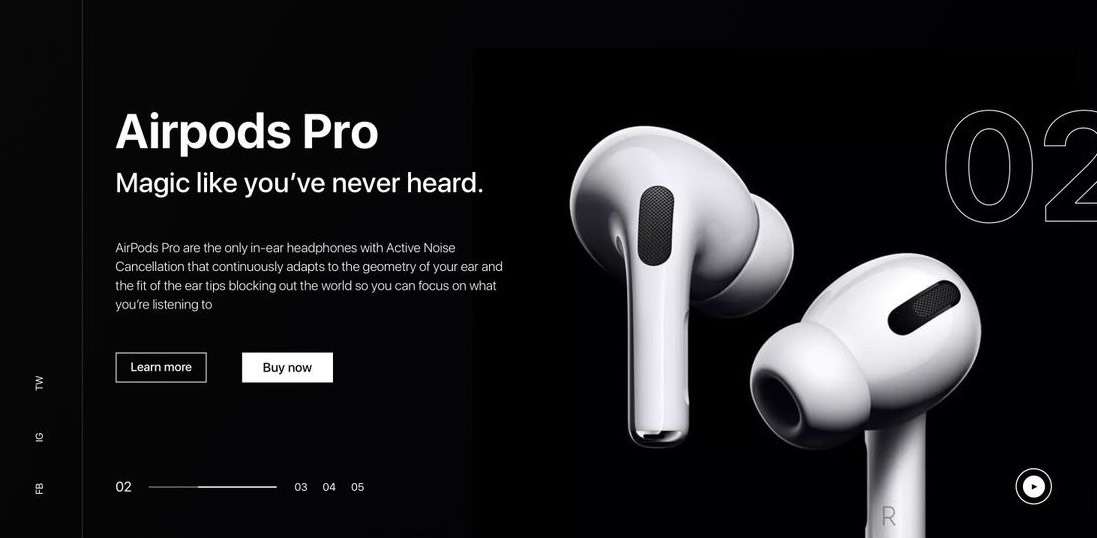 Airpods Pro
Magic like you’ve never heard.
AirPods Pro are the only in-ear headphones with Active Noise
Cancellation that continuously adapts to the geometry of your ear and
the fit of the ear tips blocking out the world so you can focus on what
you’re listening to
Learn more
Buy now
TW
IG
FB
02
03
04
05
02
R